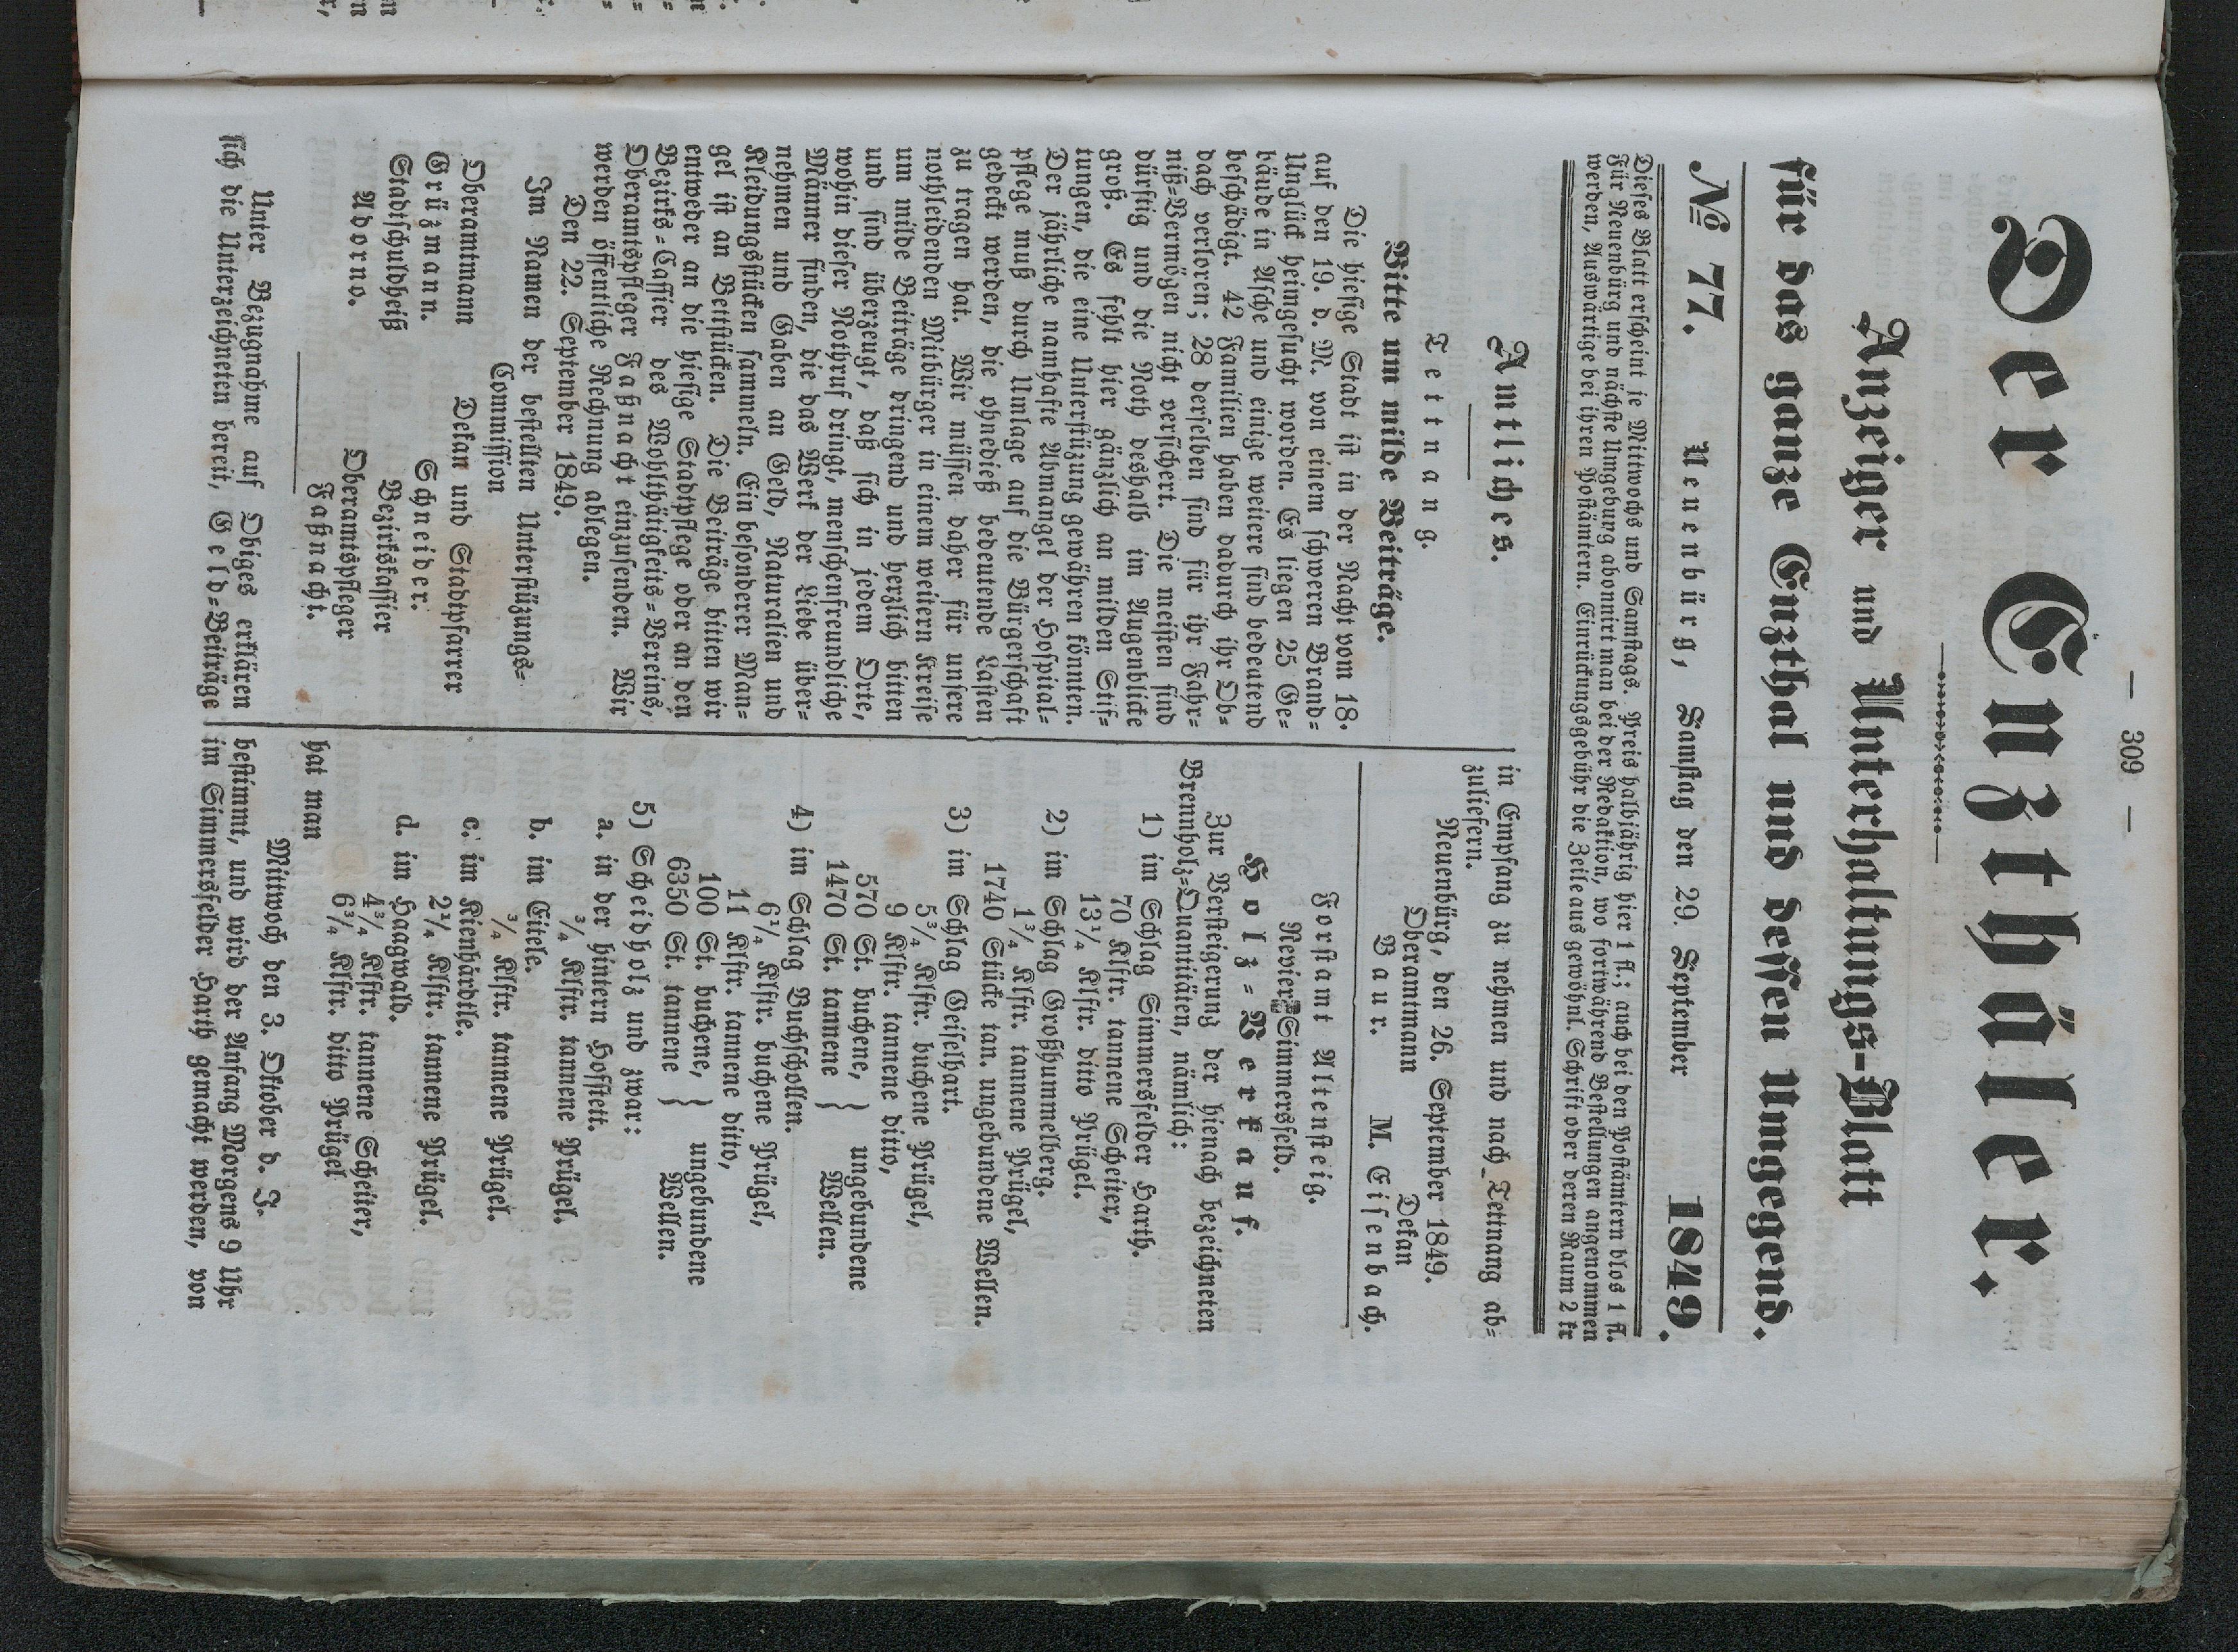 — 309 —
Der Enzthäler.
Anzeiger und Unterhaltungs-Blatt
für das ganze Enzthal und dessen Umgegend.
№ 77. Neuenbürg, Samstag den 29. September 1849.
Dieses Blatt erscheint je Mittwochs und Samstags. Preis halbjährig hier 1 fl.; auch bei den Postämtern blos 1 fl.
Für Neuenbürg und nächste Umgebung abonnirt man bei der Redaktion, wo fortwährend Bestellungen angenommen
werden, Auswärtige bei ihren Postämtern. Einrückungsgebühr die Zeile aus gewöhnl. Schrift oder deren Raum 2 kr
Amtliches.
Tettnang.
Bitte um milde Beiträge.
Die hiesige Stadt ist in der Nacht vom 18.
auf den 19. d. M. von einem schweren Brand=
Unglück heimgesucht worden. Es liegen 25 Ge=
bäude in Asche und einige weitere sind bedeutend
beschädigt. 42 Familien haben dadurch ihr Ob=
dach verloren; 28 derselben sind für ihr Fahr=
niß=Vermögen nicht versichert. Die meisten sind
dürftig und die Noth deshalb im Augenblicke
groß. Es fehlt hier gänzlich an milden Stif=
tungen, die eine Unterstüzung gewähren könnten.
Der jährliche namhafte Abmangel der Hospital=
pflege muß durch Umlage auf die Bürgerschaft
gedeckt werden, die ohnedieß bedeutende Lasten
zu tragen hat. Wir müssen daher für unsere
nothleidenden Mitbürger in einem weitern Kreise
um milde Beiträge dringend und herzlich bitten
und sind überzeugt, daß sich in jedem Orte,
wohin dieser Nothruf dringt, menschenfreundliche
Männer finden, die das Werk der Liebe über=
nehmen und Gaben an Geld, Naturalien und
Kleidungsstücken sammeln. Ein besonderer Man=
gel ist an Bettstücken. Die Beiträge bitten wir
entweder an die hiesige Stadtpflege oder an den
Bezirks=Cassier des Wohlthätigkeits=Vereins,
Oberamtspfleger Faßnacht einzusenden. Wir
werden öffentliche Rechnung ablegen.
Den 22. September 1849.
Im Namen der bestellten Unterstüzungs=
Commission
Oberamtmann Dekan und Stadtpfarrer
Grüzmann. Schneider.
Stadtschuldheiß Bezirkskassier
Adorno. Oberamtspfleger
Faßnacht.
Unter Bezugnahme auf Obiges erklären
sich die Unterzeichneten bereit, Geld=Beiträge
in Empfang zu nehmen und nach Tettnang ab=
zuliefern.
Neuenbürg, den 26. September 1849.
Oberamtmann Dekan
Baur. M. Eisenbach.
Forstamt Altensteig.
Revier Simmersfeld.
Holz=Verkauf.
Zur Versteigerung der hienach bezeichneten
Brennholz=Quantitäten, nämlich:
1) im Schlag Simmersfelder Harth,
70 Klftr. tannene Scheiter,
13¼ Klftr. ditto Prügel.
2) im Schlag Großhummelberg.
1¾ Klftr. tannene Prügel,
1740 Stücke tan. ungebundene Wellen.
3) im Schlag Geiselhart.
5¾ Klftr. buchene Prügel,
9 Klftr. tannene ditto,
570 St. buchene, } ungebundene
1470 St. tannene } Wellen.
4) im Schlag Buchschollen.
6¼ Klftr. buchene Prügel,
11 Klftr. tannene ditto,
100 St. buchene, } ungebundene
6350 St. tannene } Wellen.
5) Scheidholz und zwar:
a. in der hintern Hofstett.
¾ Klftr. tannene Prügel.
b. im Eitele.
¾ Klftr. tannene Prügel.
c. im Kienhärdtle.
2¼ Klftr. tannene Prügel.
d. im Haagwald.
4¾ Klftr. tannene Scheiter,
6¾ Klftr. ditto Prügel
hat man
Mittwoch den 3. Oktober d. J.
bestimmt, und wird der Anfang Morgens 9. Uhr
im Simmersfelder Harth gemacht werden, von